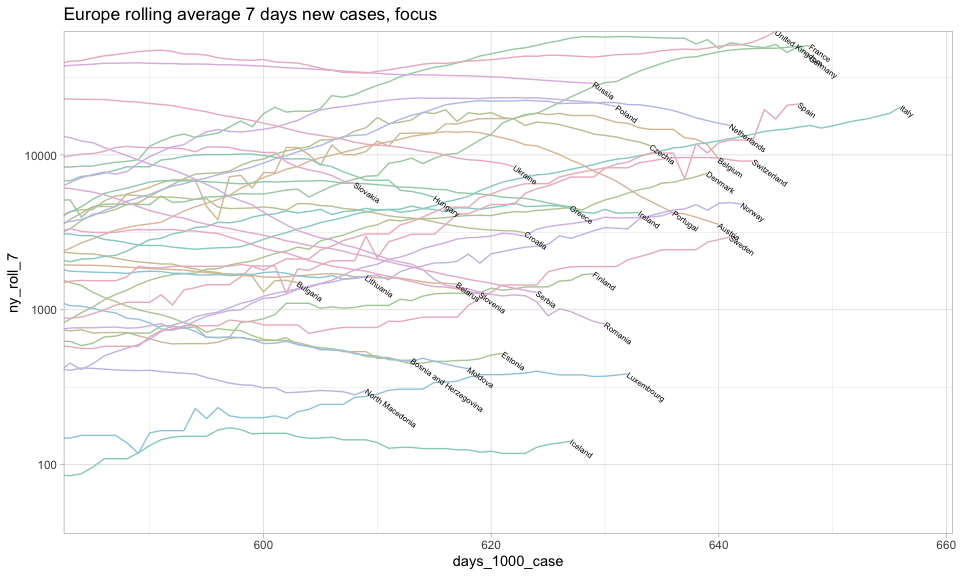 Europe rolling average 7 days new cases, focus
United Kingdom
France
Germany
Russia
Poland
Spain
Italy
Netherlands
10000
Czechia
Belgium
Switzerland
Ukraine
Denmark
Slovakia
Hungary
Greece
Ireland
Portugal
Norway
Austria
Sweden
Croatia
ny_roll_7
Bulgaria
Lithuania
Belarus
Slovenia
Serbia
Finland
1000
Romania
Estonia
Bosnia and Herzegovina
Moldova
Luxembourg
North Macedonia
Iceland
100
600
620
640
660
days_1000_case